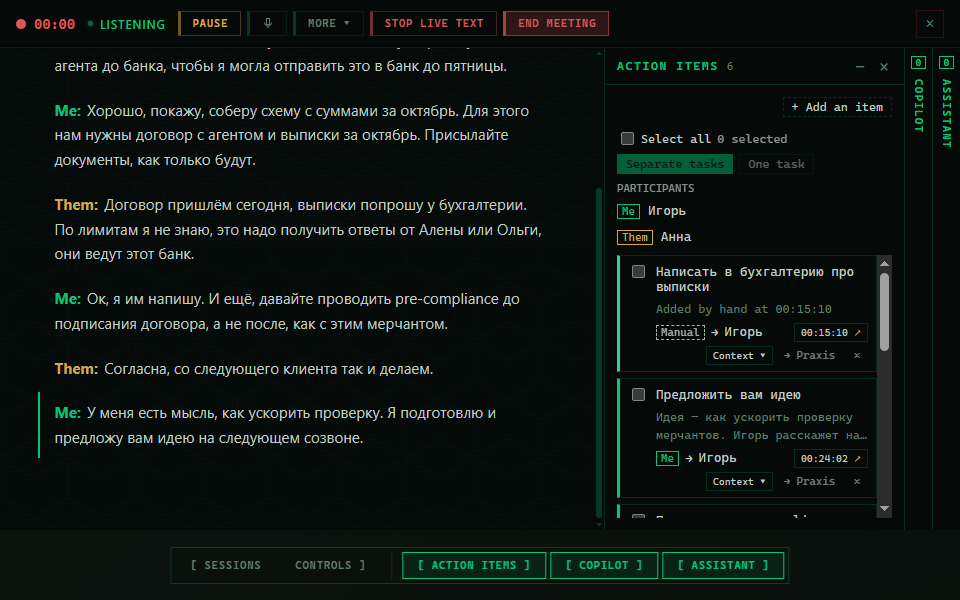 00:00
LISTENING
PAUSE
MORE ▾
STOP LIVE TEXT
END MEETING
×
агента до банка, чтобы я могла отправить это в банк до пятницы.
Me: Хорошо, покажу, соберу схему с суммами за октябрь. Для этого
нам нужны договор с агентом и выписки за октябрь. Присылайте
документы, как только будут.
Them: Договор пришлём сегодня, выписки попрошу у бухгалтерии.
По лимитам я не знаю, это надо получить ответы от Алены или Ольги,
они ведут этот банк.
Me: Ок, я им напишу. И ещё, давайте проводить pre-compliance до
подписания договора, а не после, как с этим мерчантом.
Them: Согласна, со следующего клиента так и делаем.
Me: У меня есть мысль, как ускорить проверку. Я подготовлю и
предложу вам идею на следующем созвоне.
ACTION ITEMS 6
− ×
+ Add an item
Select all 0 selected
Separate tasks
One task
PARTICIPANTS
Me Игорь
Them Анна
Написать в бухгалтерию про
выписки
Added by hand at 00:15:10
Manual → Игорь
00:15:10 ↗
Context ▾
→ Praxis
×
Предложить вам идею
Идея — как ускорить проверку
мерчантов. Игорь расскажет на…
Me → Игорь
00:24:02 ↗
Context ▾
→ Praxis
×
0
COPILOT
0
ASSISTANT
[ SESSIONS
CONTROLS ]
[ ACTION ITEMS ]
[ COPILOT ]
[ ASSISTANT ]